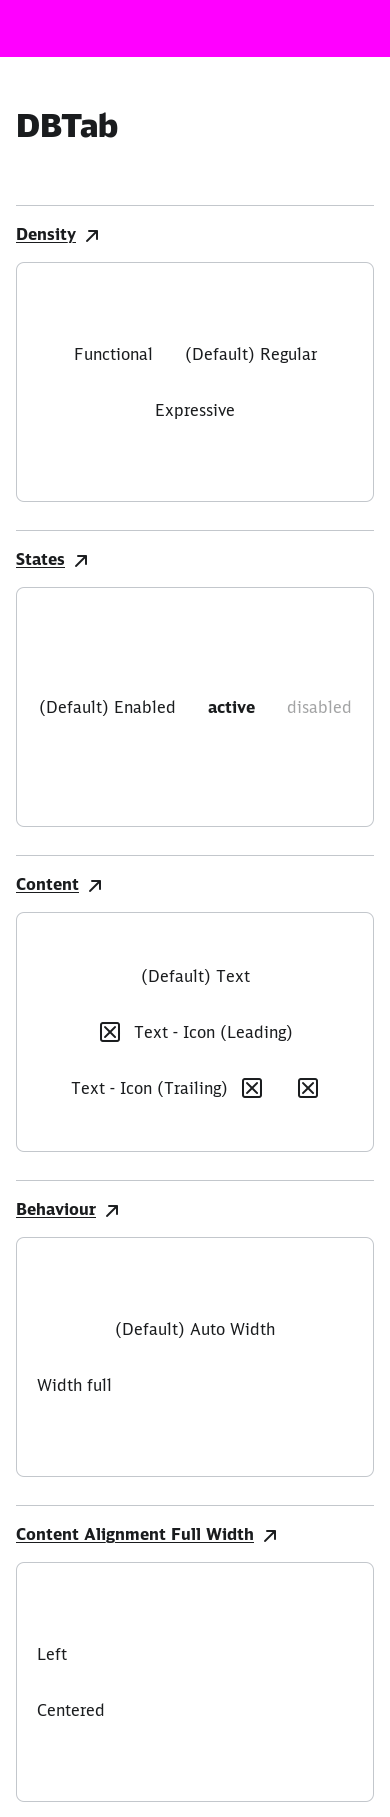 DBTab
Density
Functional (Default) Regular
Expressive
States
(Default) Enabled active disabled
Content
(Default) Text
Text - Icon (Leading)
Text - Icon (Trailing)
Behaviour
(Default) Auto Width
Width full
Content Alignment Full Width
Left
Centered